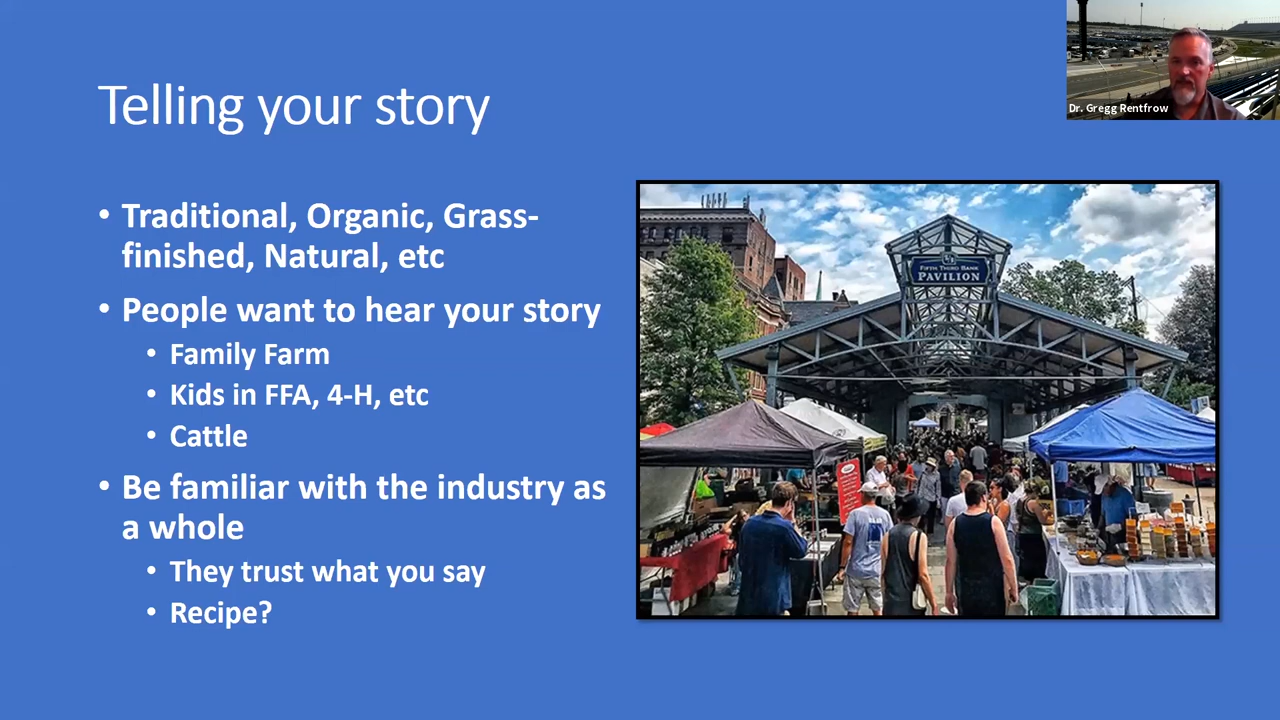 Dr. Gregg Rentfrow
Telling your story
• Traditional, Organic, Grass-
finished, Natural, etc
• People want to hear your story
• Family Farm
• Kids in FFA, 4-H, etc
• Cattle
• Be familiar with the industry as
a whole
• They trust what you say
• Recipe?
FIFTH THIRD BANK
PAVILION